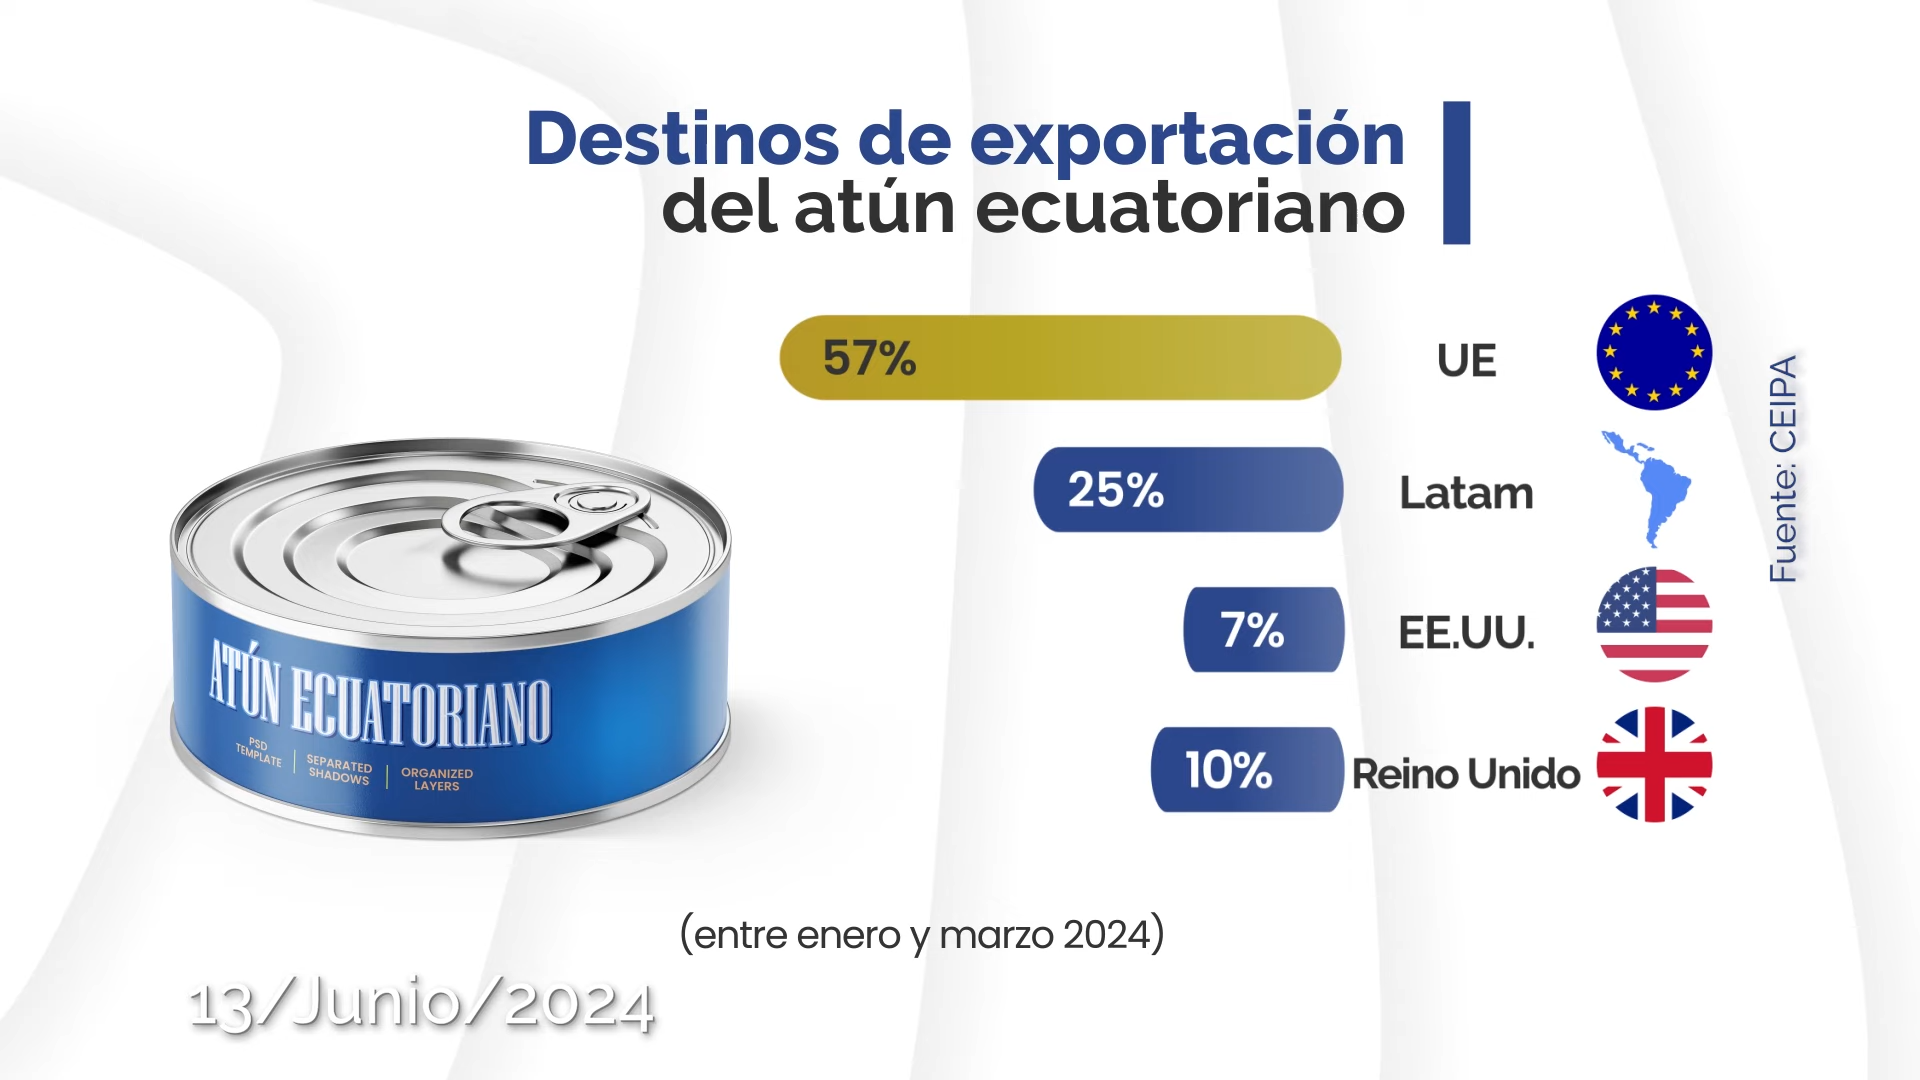 Destinos de exportación
del atún ecuatoriano
57%
UE
25%
Latam
7%
EE.UU.
10%
Reino Unido
Fuente: CEIPA
ATÚN ECUATORIANO
PSD
TEMPLATE
SEPARATED
SHADOWS
ORGANIZED
LAYERS
(entre enero y marzo 2024)
13/Junio/2024